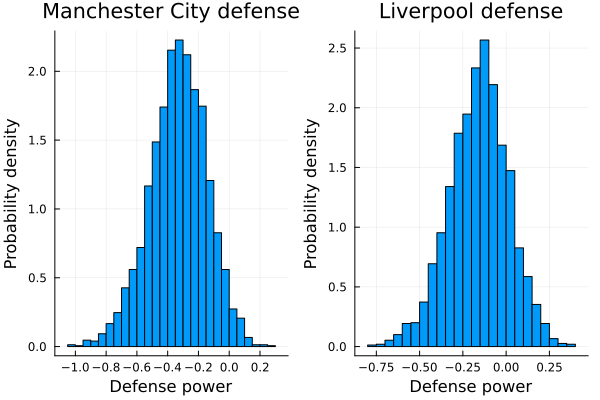 Manchester City defense
Probability density
2.0
1.5
1.0
0.5
0.0
−1.0 −0.8 −0.6 −0.4 −0.2 0.0 0.2
Defense power
Liverpool defense
Probability density
2.5
2.0
1.5
1.0
0.5
0.0
−0.75 −0.50 −0.25 0.00 0.25
Defense power